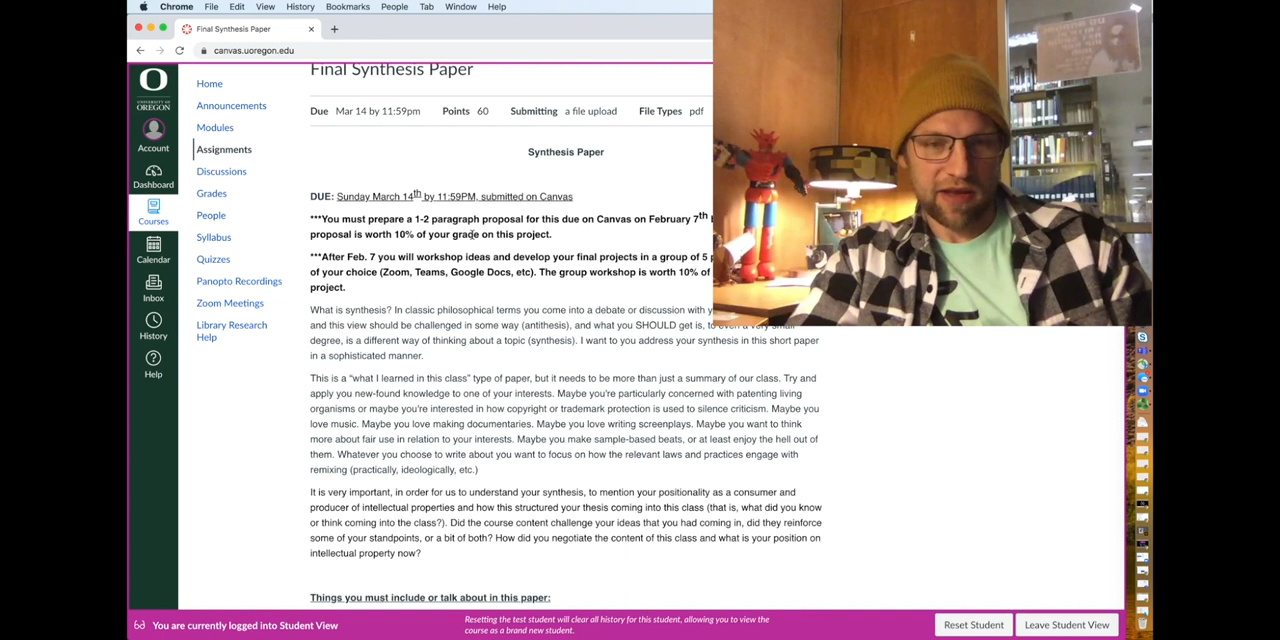 Chrome File Edit View History Bookmarks People Tab Window Help
Final Synthesis Paper
canvas.uoregon.edu
UNIVERSITY OF
OREGON
Account
Dashboard
Courses
Calendar
Inbox
History
Help
Home
Announcements
Modules
Assignments
Discussions
Grades
People
Syllabus
Quizzes
Panopto Recordings
Zoom Meetings
Library Research
Help
Final Synthesis Paper
Due Mar 14 by 11:59pm Points 60 Submitting a file upload File Types pdf
Synthesis Paper
DUE: Sunday March 14th by 11:59PM, submitted on Canvas
***You must prepare a 1-2 paragraph proposal for this due on Canvas on February 7th
proposal is worth 10% of your grade on this project.
***After Feb. 7 you will workshop ideas and develop your final projects in a group of 5
of your choice (Zoom, Teams, Google Docs, etc). The group workshop is worth 10% of
project.
What is synthesis? In classic philosophical terms you come into a debate or discussion with
and this view should be challenged in some way (antithesis), and what you SHOULD get is, to even a very small
degree, is a different way of thinking about a topic (synthesis). I want to you address your synthesis in this short paper
in a sophisticated manner.
This is a “what I learned in this class” type of paper, but it needs to be more than just a summary of our class. Try and
apply you new-found knowledge to one of your interests. Maybe you’re particularly concerned with patenting living
organisms or maybe you’re interested in how copyright or trademark protection is used to silence criticism. Maybe you
love music. Maybe you love making documentaries. Maybe you love writing screenplays. Maybe you want to think
more about fair use in relation to your interests. Maybe you make sample-based beats, or at least enjoy the hell out of
them. Whatever you choose to write about you want to focus on how the relevant laws and practices engage with
remixing (practically, ideologically, etc.)
It is very important, in order for us to understand your synthesis, to mention your positionality as a consumer and
producer of intellectual properties and how this structured your thesis coming into this class (that is, what did you know
or think coming into the class?). Did the course content challenge your ideas that you had coming in, did they reinforce
some of your standpoints, or a bit of both? How did you negotiate the content of this class and what is your position on
intellectual property now?
Things you must include or talk about in this paper:
You are currently logged into Student View
Resetting the test student will clear all history for this student, allowing you to view the
course as a brand new student.
Reset Student
Leave Student View